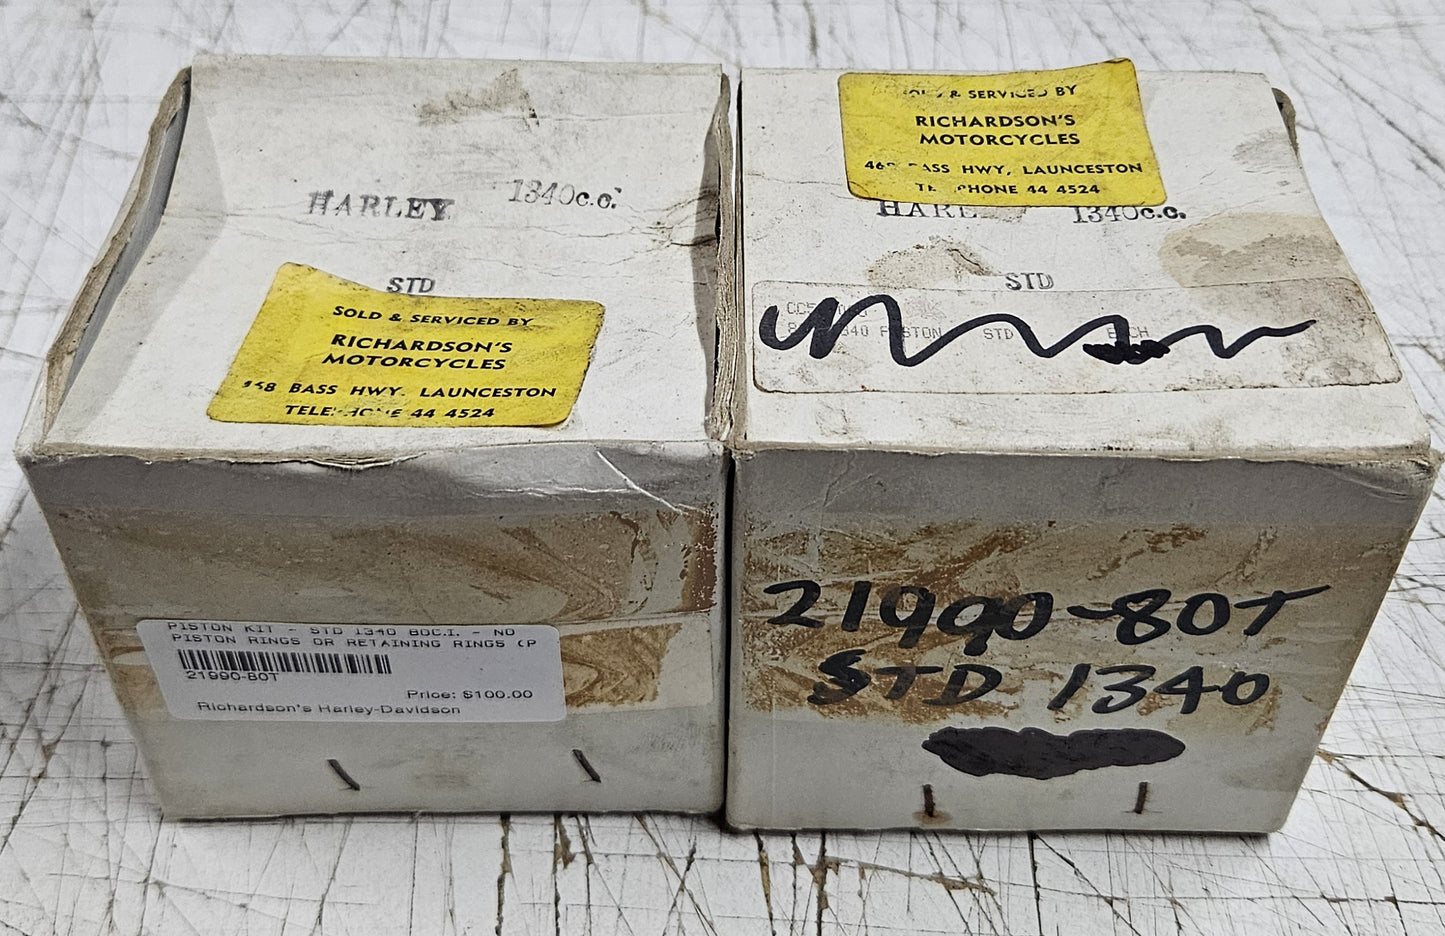 HARLEY 1340c.c.
STD
SOLD & SERVICED BY
RICHARDSON'S
MOTORCYCLES
BASS HWY. LAUNCESTON
TELEPHONE 44 4524
PISTON KIT - STD 1340 80C.I. - NO
PISTON RINGS OR RETAINING RINGS (P
21990-80T
Price: $100.00
Richardson's Harley-Davidson
& SERVICED BY
RICHARDSON'S
MOTORCYCLES
BASS HWY, LAUNCESTON
TELEPHONE 44 4524
1340c.c.
STD
PISTON STD
21990-80T
STD 1340